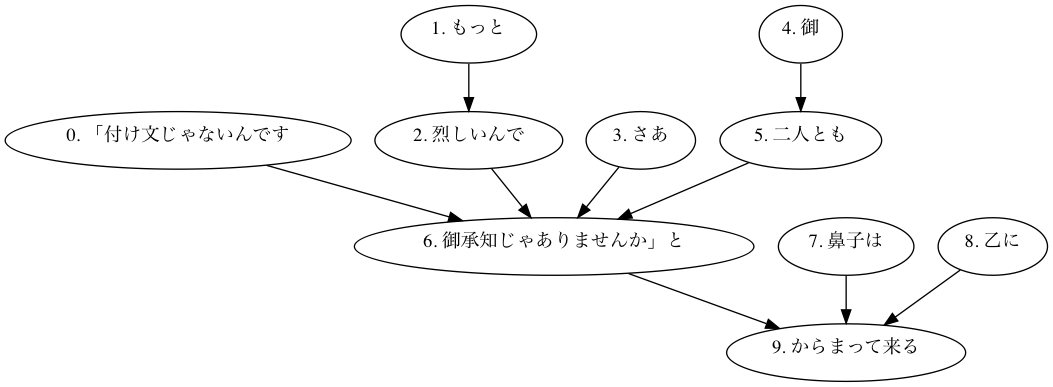 1. もっと
4. 御
0. 「付け文じゃないんです
2. 烈しいんで
3. さあ
5. 二人とも
6. 御承知じゃありませんか」と
7. 鼻子は
8. 乙に
9. からまって来る